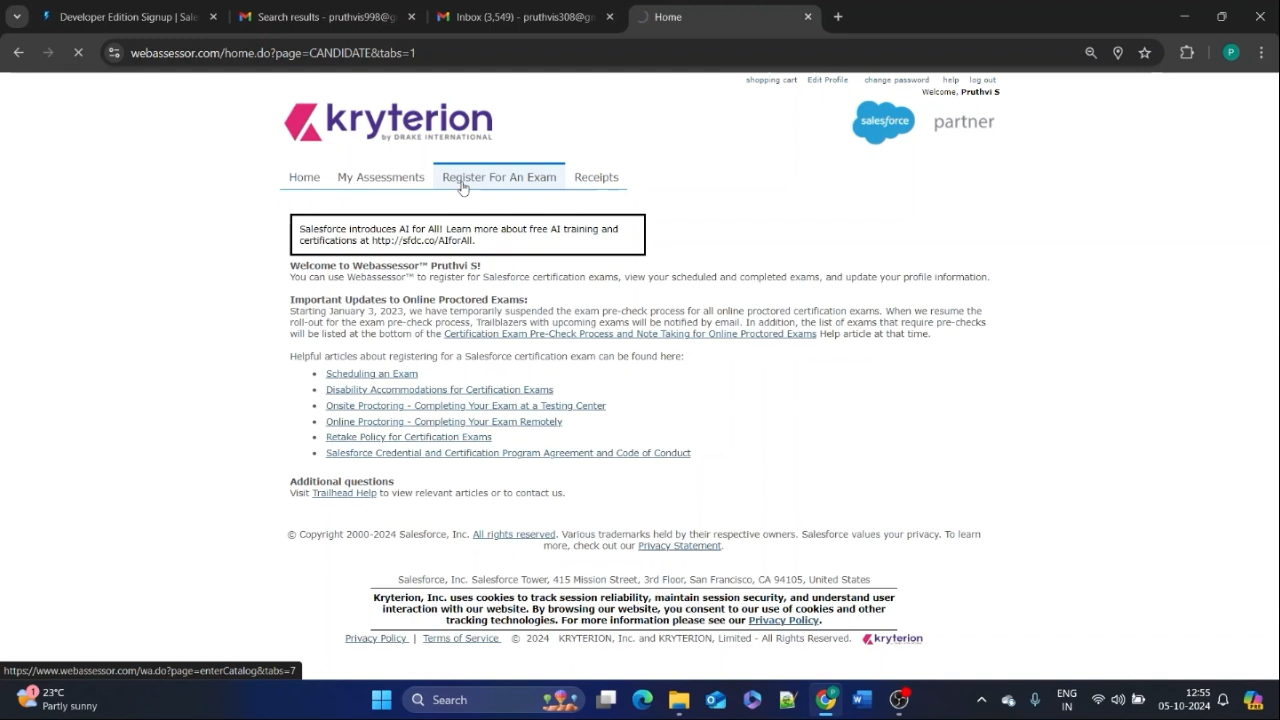 Developer Edition Signup | Sale
Search results - pruthvis998@g
Inbox (3,549) - pruthvis308@g
Home
webassessor.com/home.do?page=CANDIDATE&tabs=1
P
shopping cart Edit Profile change password help log out
Welcome, Pruthvi S
kryterion
by DRAKE INTERNATIONAL
salesforce partner
Home My Assessments Register For An Exam Receipts
Salesforce introduces AI for All! Learn more about free AI training and
certifications at http://sfdc.co/AIforAll.
Welcome to Webassessor™ Pruthvi S!
You can use Webassessor™ to register for Salesforce certification exams, view your scheduled and completed exams, and update your profile information.
Important Updates to Online Proctored Exams:
Starting January 3, 2023, we have temporarily suspended the exam pre-check process for all online proctored certification exams. When we resume the
roll-out for the exam pre-check process, Trailblazers with upcoming exams will be notified by email. In addition, the list of exams that require pre-checks
will be listed at the bottom of the Certification Exam Pre-Check Process and Note Taking for Online Proctored Exams Help article at that time.
Helpful articles about registering for a Salesforce certification exam can be found here:
• Scheduling an Exam
• Disability Accommodations for Certification Exams
• Onsite Proctoring - Completing Your Exam at a Testing Center
• Online Proctoring - Completing Your Exam Remotely
• Retake Policy for Certification Exams
• Salesforce Credential and Certification Program Agreement and Code of Conduct
Additional questions
Visit Trailhead Help to view relevant articles or to contact us.
© Copyright 2000-2024 Salesforce, Inc. All rights reserved. Various trademarks held by their respective owners. Salesforce values your privacy. To learn
more, check out our Privacy Statement.
Salesforce, Inc. Salesforce Tower, 415 Mission Street, 3rd Floor, San Francisco, CA 94105, United States
Kryterion, Inc. uses cookies to track session reliability, maintain session security, and understand user
interaction with our website. By browsing our website, you consent to our use of cookies and other
tracking technologies. For more information please see our Privacy Policy.
Privacy Policy | Terms of Service © 2024 KRYTERION, Inc. and KRYTERION, Limited - All Rights Reserved. kryterion
https://www.webassessor.com/wa.do?page=enterCatalog&tabs=7
1
23°C
Partly sunny
Search
ENG
IN
12:55
05-10-2024